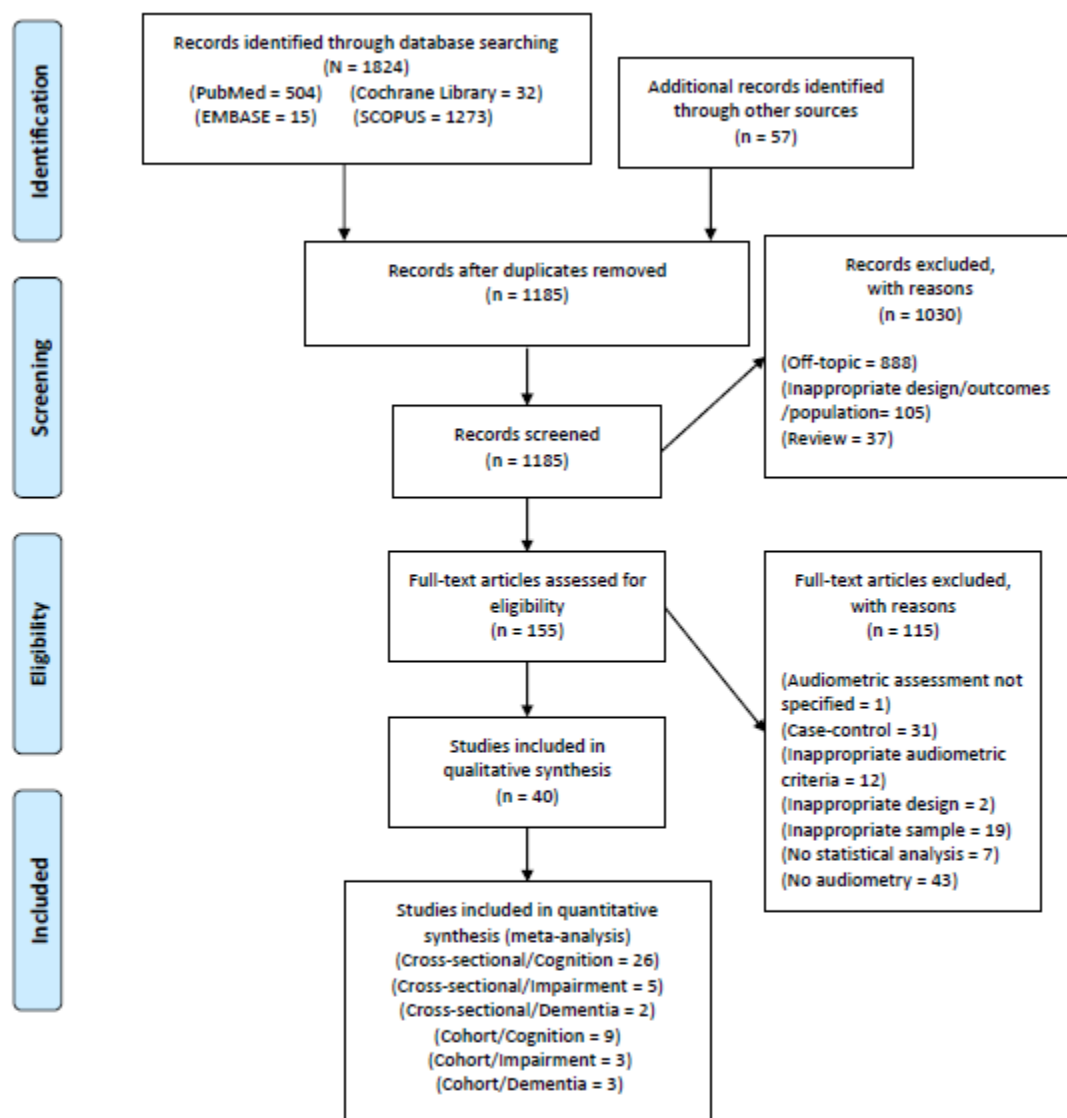 Identification
Records identified through database searching
(N = 1824)
(PubMed = 504) (Cochrane Library = 32)
(EMBASE = 15) (SCOPUS = 1273)
Additional records identified
through other sources
(n = 57)
Screening
Records after duplicates removed
(n = 1185)
Records excluded,
with reasons
(n = 1030)
(Off-topic = 888)
(Inappropriate design/outcomes
/population= 105)
(Review = 37)
Records screened
(n = 1185)
Eligibility
Full-text articles assessed for
eligibility
(n = 155)
Full-text articles excluded,
with reasons
(n = 115)
(Audiometric assessment not
specified = 1)
(Case-control = 31)
(Inappropriate audiometric
criteria = 12)
(Inappropriate design = 2)
(Inappropriate sample = 19)
(No statistical analysis = 7)
(No audiometry = 43)
Studies included in
qualitative synthesis
(n = 40)
Included
Studies included in quantitative
synthesis (meta-analysis)
(Cross-sectional/Cognition = 26)
(Cross-sectional/Impairment = 5)
(Cross-sectional/Dementia = 2)
(Cohort/Cognition = 9)
(Cohort/Impairment = 3)
(Cohort/Dementia = 3)